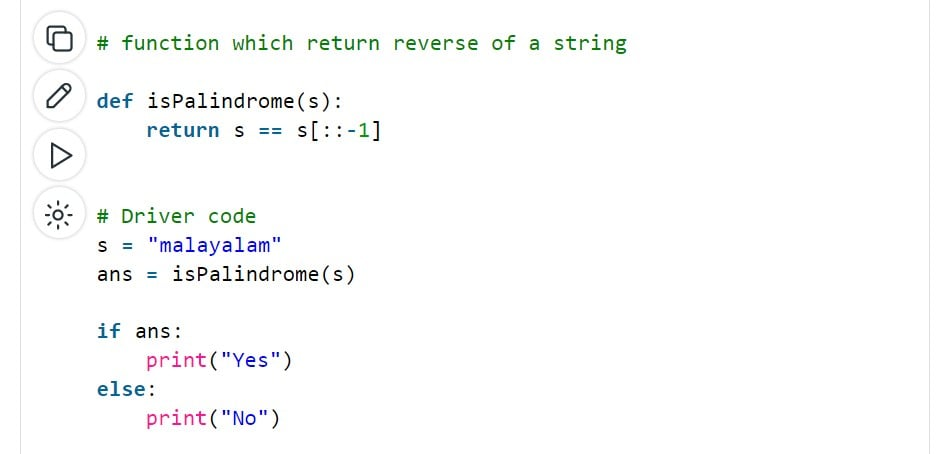 # function which return reverse of a string
def isPalindrome(s):
    return s == s[::-1]
# Driver code
s = "malayalam"
ans = isPalindrome(s)
if ans:
    print("Yes")
else:
    print("No")